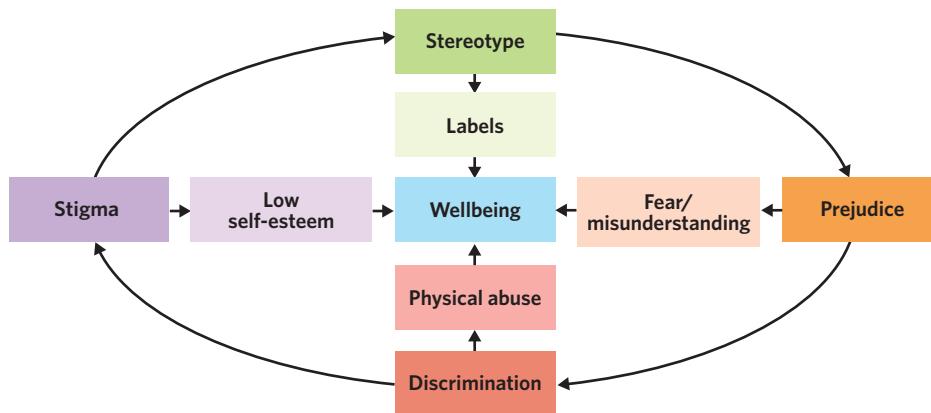 Stereotype
Labels
Stigma
Low
self-esteem
Wellbeing
Fear/
misunderstanding
Prejudice
Physical abuse
Discrimination